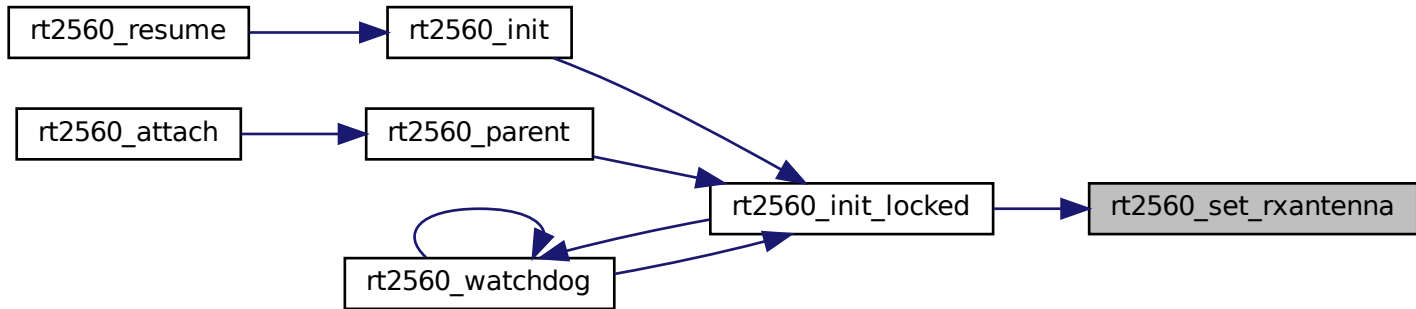 rt2560_resume
rt2560_init
rt2560_attach
rt2560_parent
rt2560_init_locked
rt2560_set_rxantenna
rt2560_watchdog